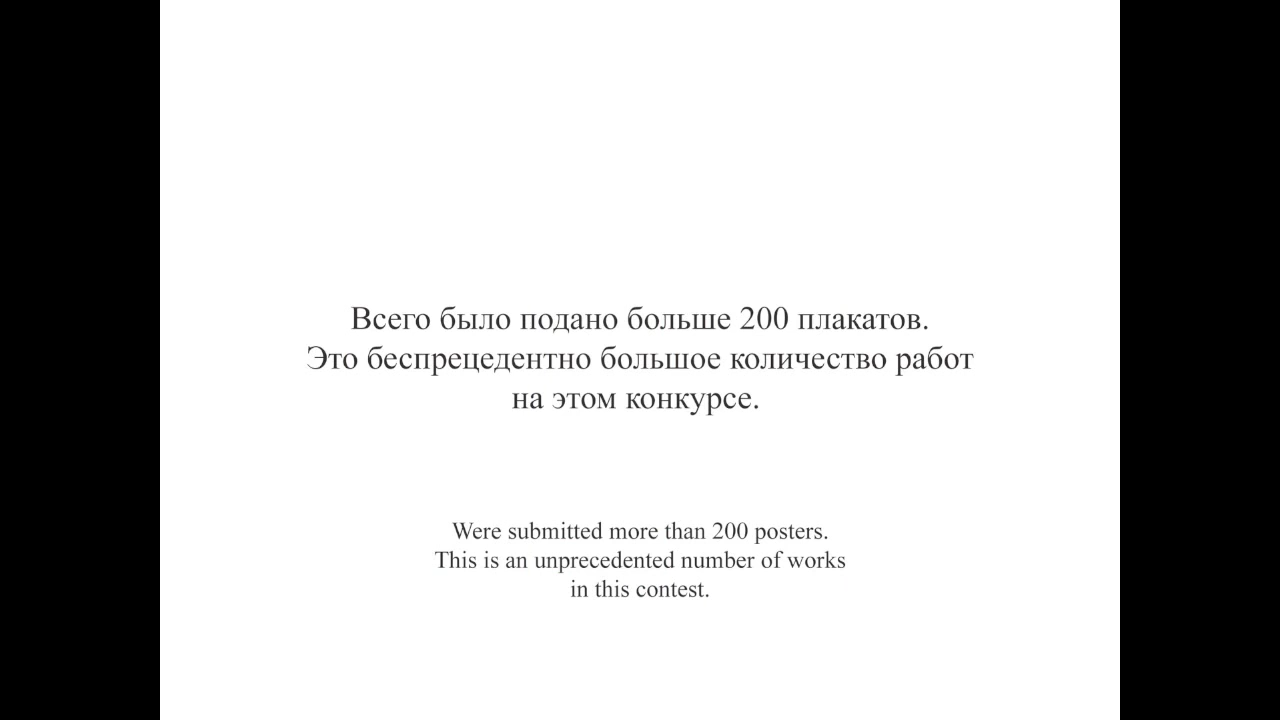 Всего было подано больше 200 плакатов.
Это беспрецедентно большое количество работ
на этом конкурсе.
Were submitted more than 200 posters.
This is an unprecedented number of works
in this contest.